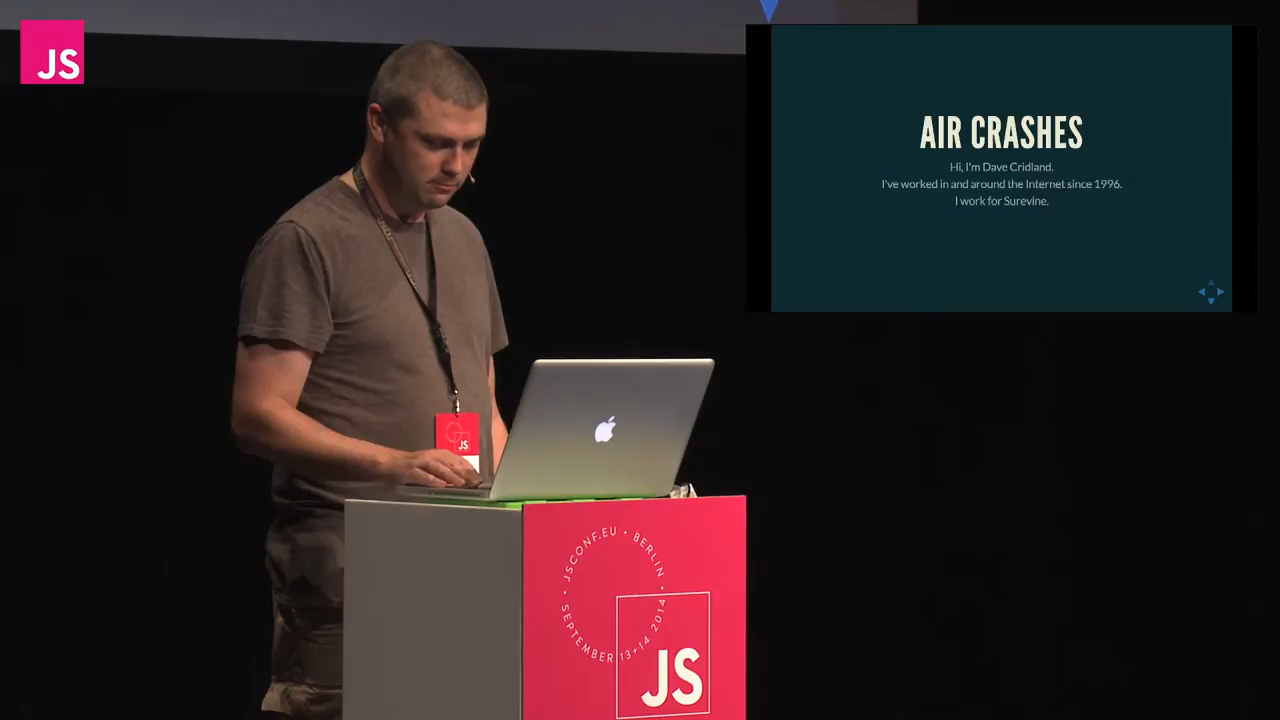 JS
AIR CRASHES
Hi, I'm Dave Cridland.
I've worked in and around the Internet since 1996.
I work for Surevine.
JS
• JSCONF.EU • BERLIN • SEPTEMBER 13+14 2014
JS